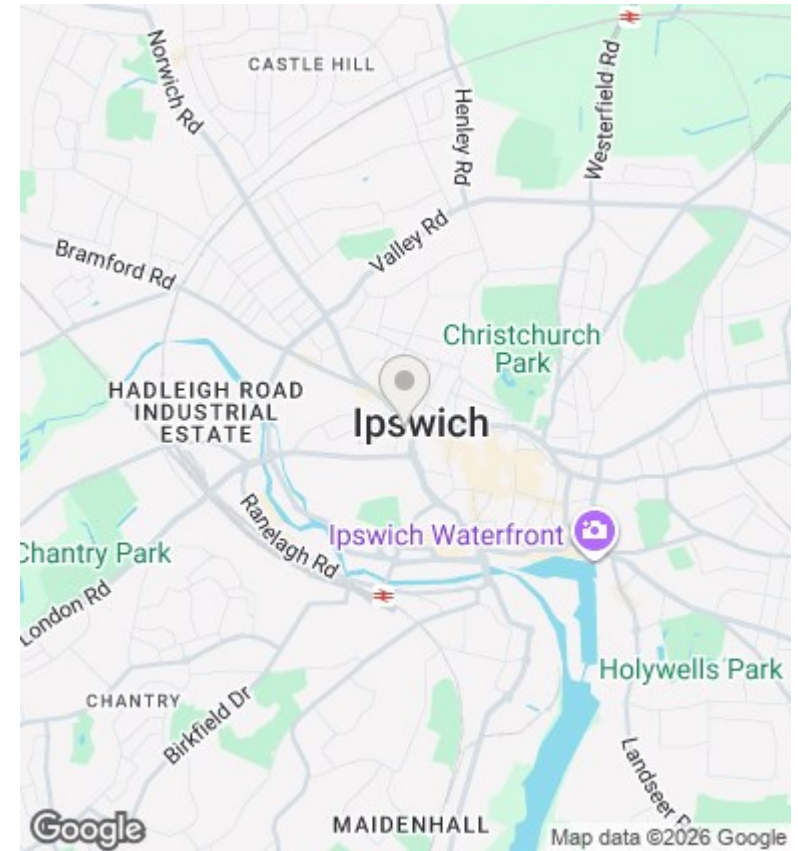 Norwich Rd
CASTLE HILL
Henley Rd
Westerfield Rd
Valley Rd
Bramford Rd
Christchurch
Park
HADLEIGH ROAD
INDUSTRIAL
ESTATE
Ipswich
Ranelagh Rd
Ipswich Waterfront
Chantry Park
London Rd
Holywells Park
CHANTRY
Birkfield Dr
Landseer R
MAIDENHALL
Google
Map data ©2026 Google